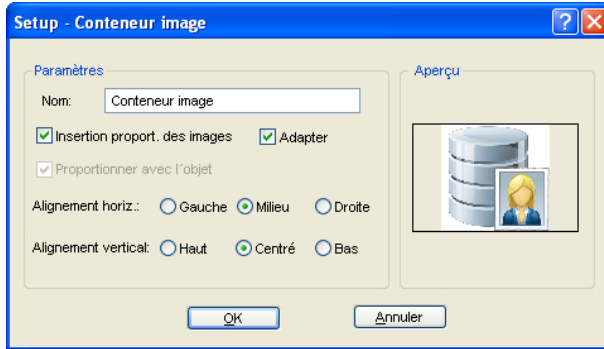 Setup - Conteneur image
Paramètres
Nom: Conteneur image
Insertion proport. des images Adapter
Proportionner avec l'objet
Alignement horiz.: Gauche Milieu Droite
Alignement vertical: Haut Centré Bas
Aperçu
OK Annuler